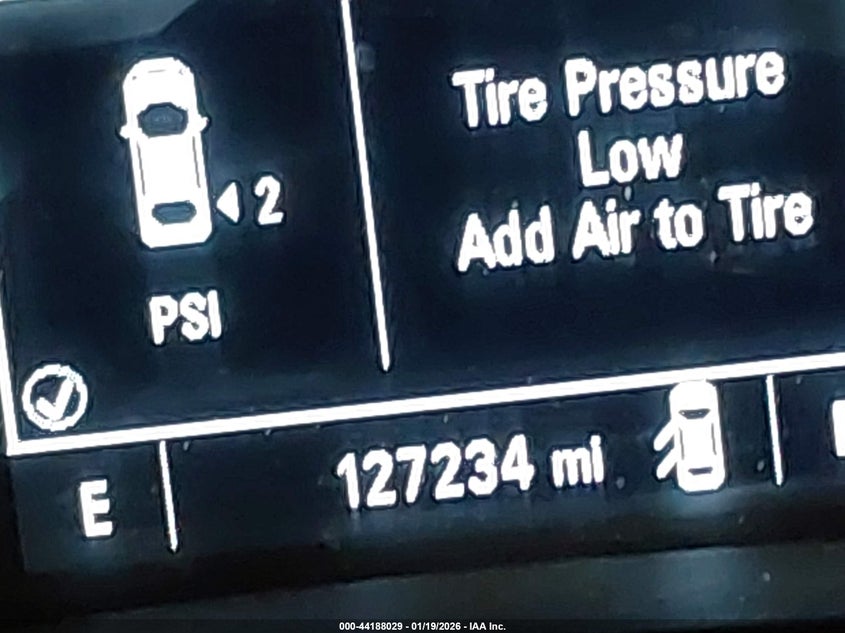 Tire Pressure
Low
Add Air to Tire
2
PSI
E
127234 mi
000-44188029 - 01/19/2026 - IAA Inc.